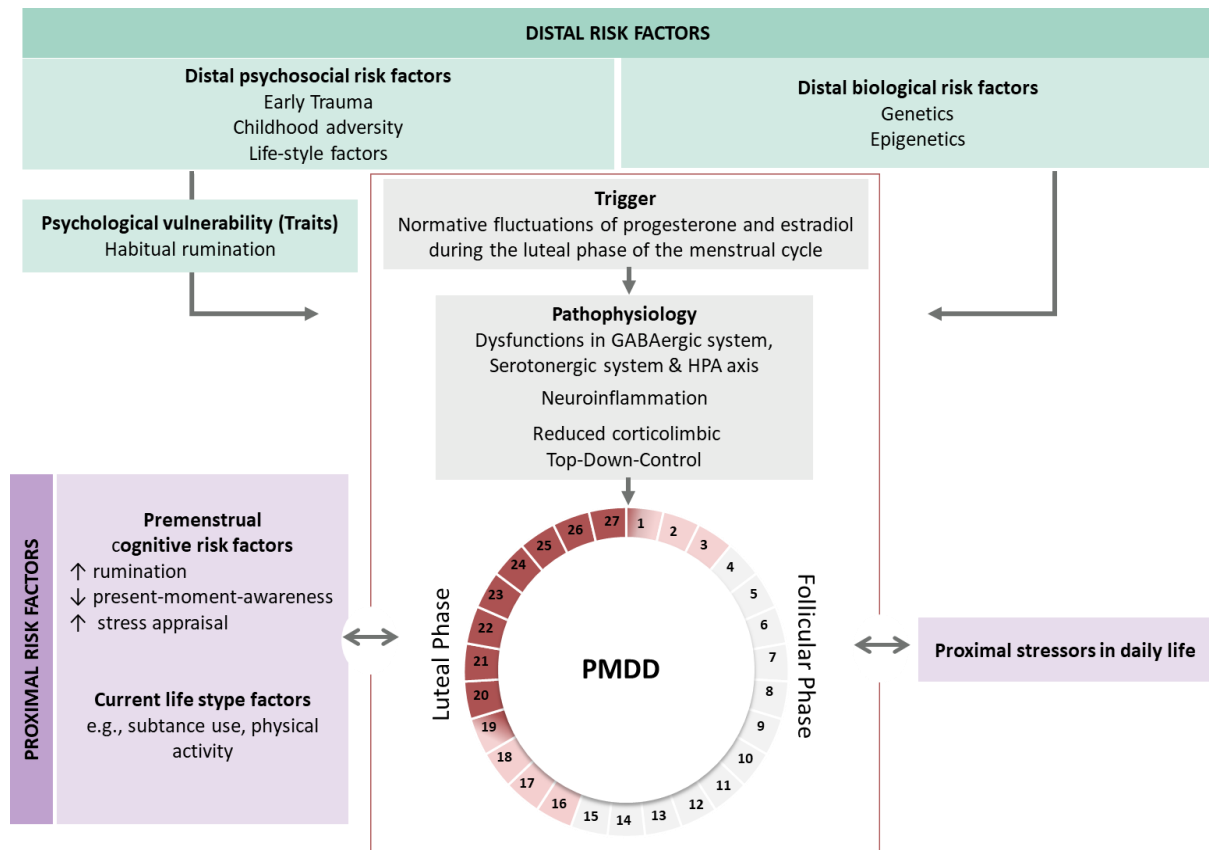 DISTAL RISK FACTORS
Distal psychosocial risk factors
Early Trauma
Childhood adversity
Life-style factors
Distal biological risk factors
Genetics
Epigenetics
Psychological vulnerability (Traits)
Habitual rumination
Trigger
Normative fluctuations of progesterone and estradiol
during the luteal phase of the menstrual cycle
Pathophysiology
Dysfunctions in GABAergic system,
Serotonergic system & HPA axis
Neuroinflammation
Reduced corticolimbic
Top-Down-Control
PROXIMAL RISK FACTORS
Premenstrual
cognitive risk factors
↑ rumination
↓ present-moment-awareness
↑ stress appraisal
Current life stype factors
e.g., subtance use, physical
activity
Luteal Phase
1
2
3
4
5
6
7
8
9
10
11
12
13
14
15
16
17
18
19
20
21
22
23
24
25
26
27
PMDD
Follicular Phase
Proximal stressors in daily life